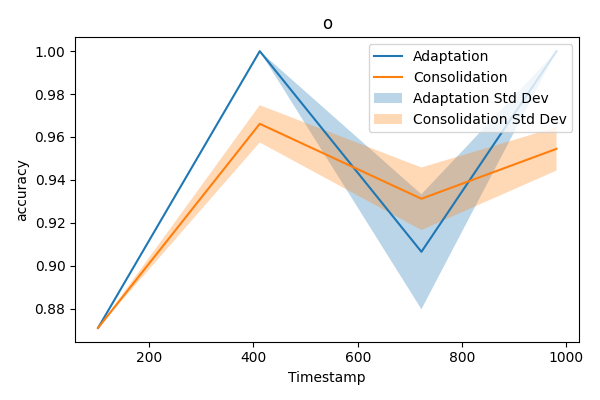 o
1.00
0.98
0.96
0.94
0.92
0.90
0.88
accuracy
Adaptation
Consolidation
Adaptation Std Dev
Consolidation Std Dev
200
400
600
800
1000
Timestamp